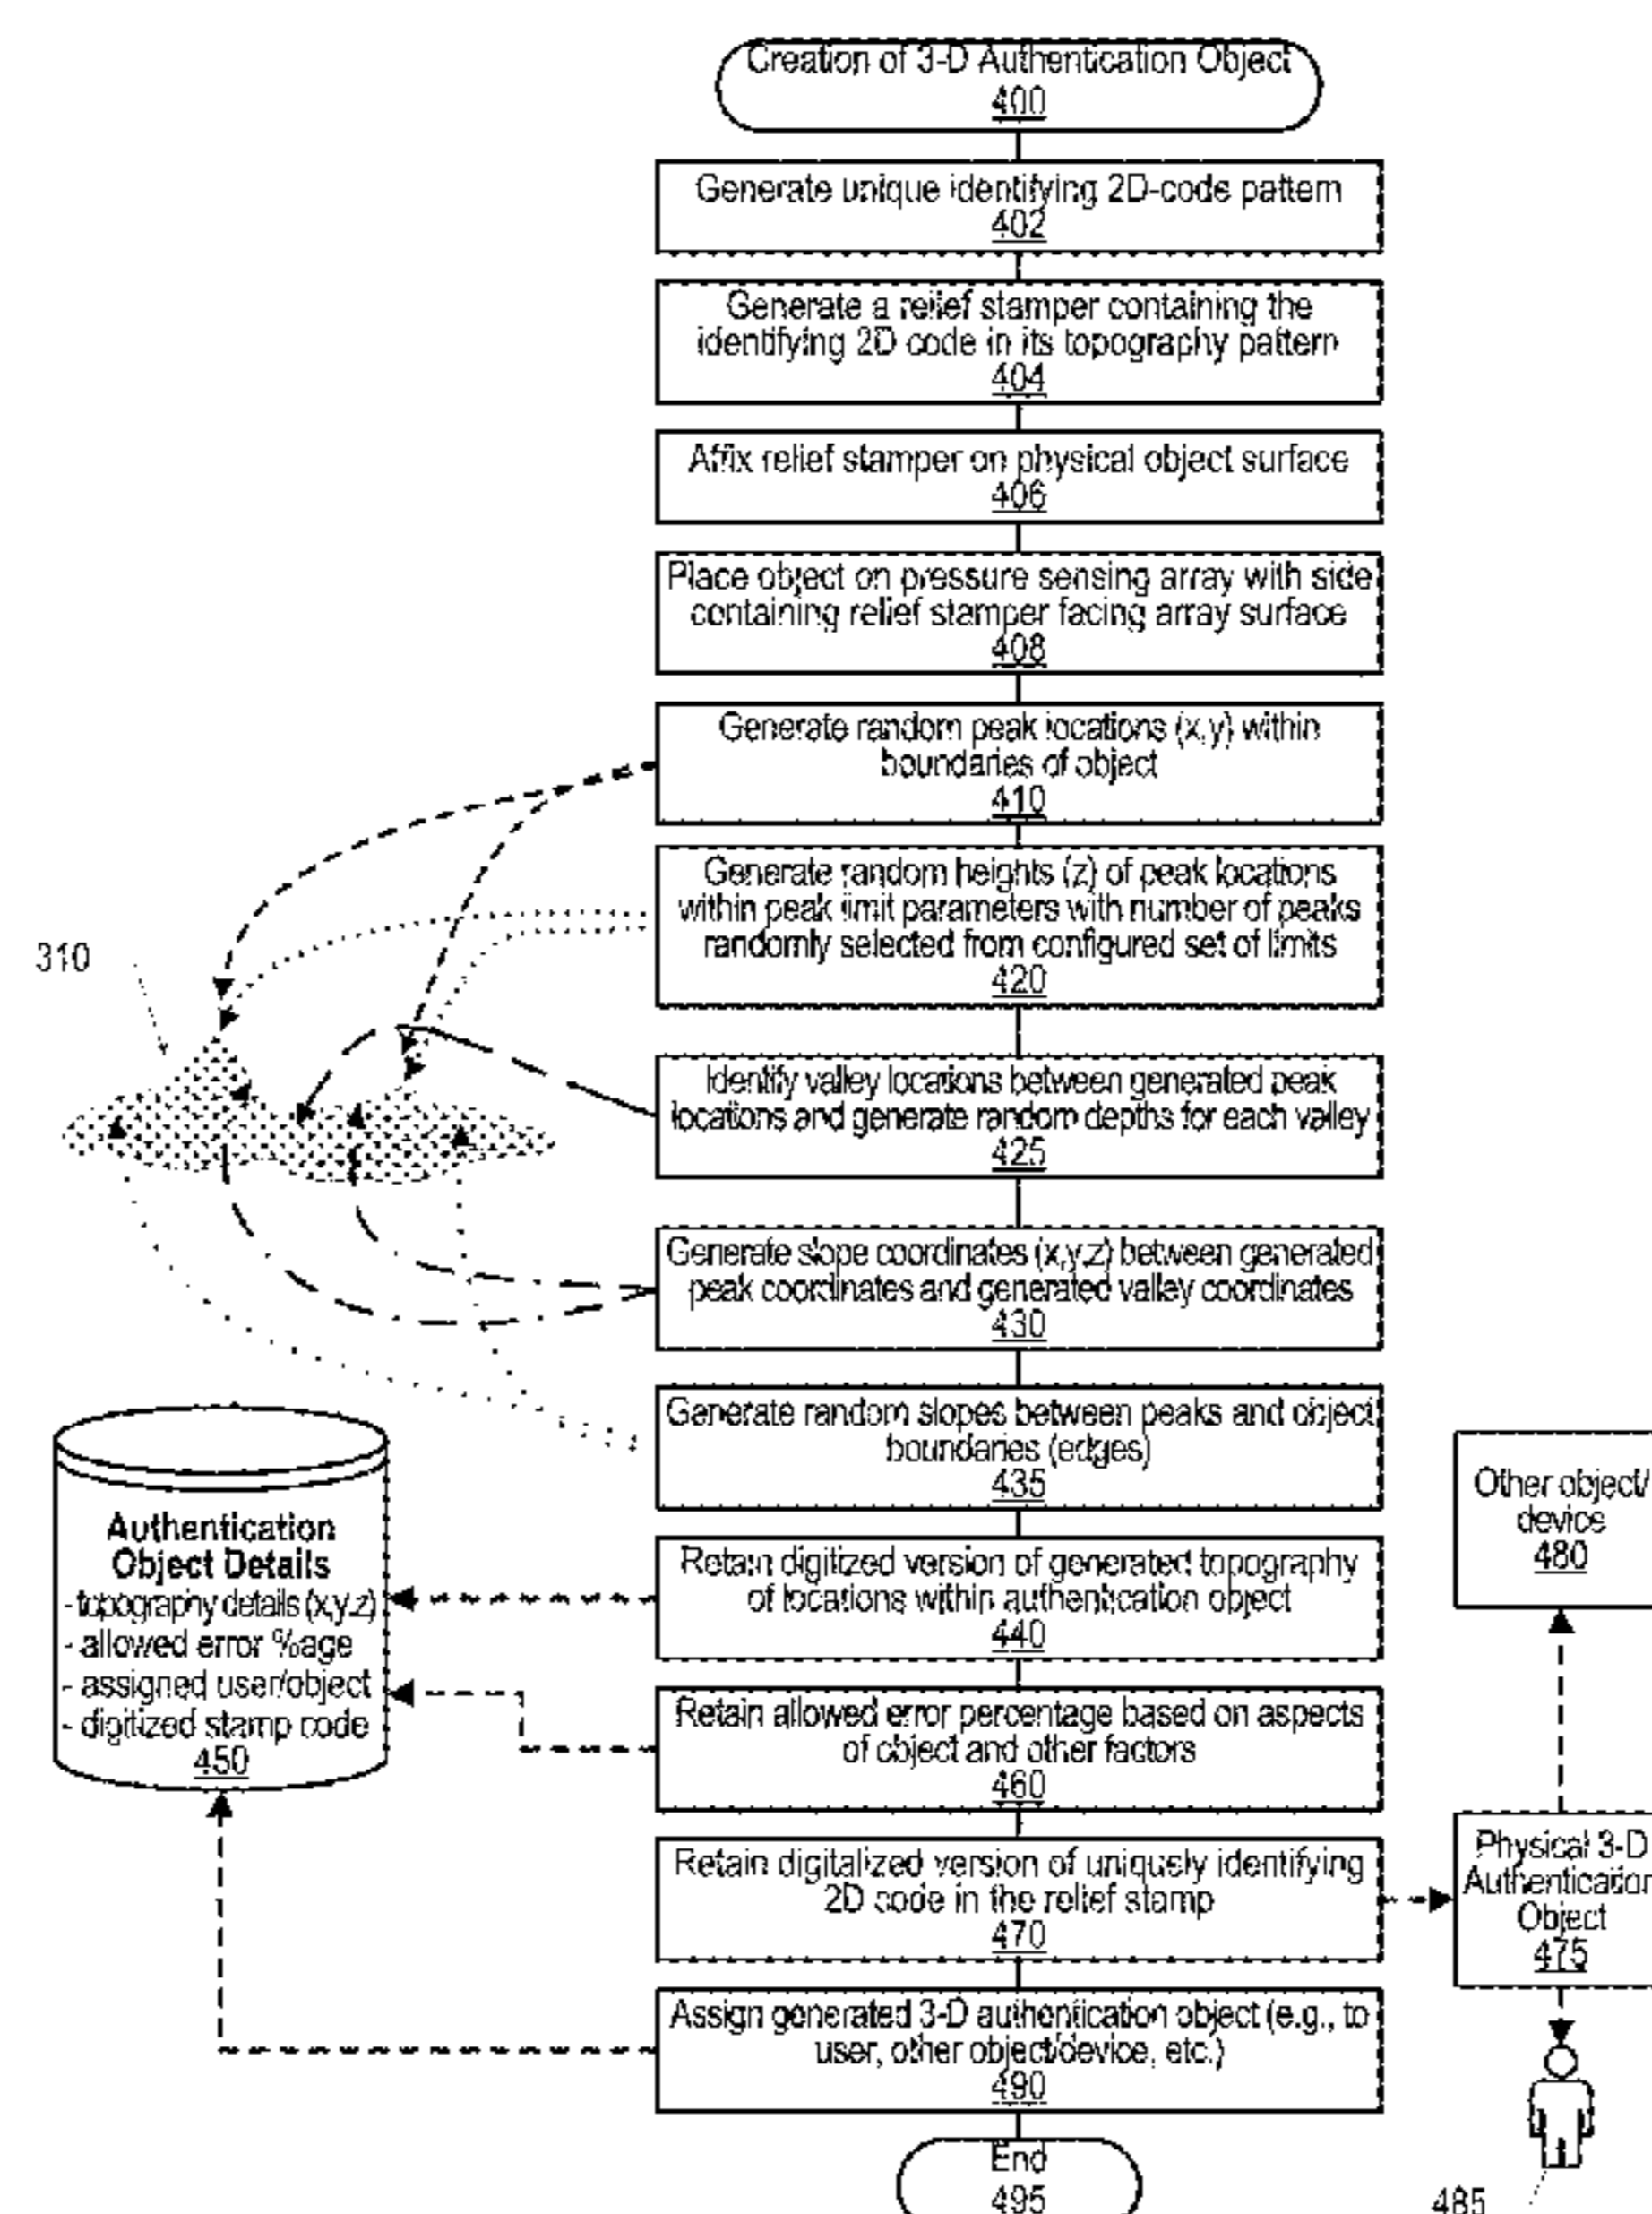 Creation of 3-D Authentication Object
400
Generate unique identifying 2D-code pattern
402
Generate a relief stamper containing the
identifying 2D code in its topography pattern
404
Affix relief stamper on physical object surface
406
Place object on pressure sensing array with side
containing relief stamper facing array surface
408
Generate random peak locations (x,y) within
boundaries of object
410
Generate random heights (z) of peak locations
within peak limit parameters with number of peaks
randomly selected from configured set of limits
420
310
Identify valley locations between generated peak
locations and generate random depths for each valley
425
Generate slope coordinates (x,y,z) between generated
peak coordinates and generated valley coordinates
430
Generate random slopes between peaks and object
boundaries (edges)
435
Authentication
Object Details
- topography details (x,y,z)
- allowed error %age
- assigned user/object
- digitized stamp code
450
Retain digitized version of generated topography
of locations within authentication object
440
Retain allowed error percentage based on aspects
of object and other factors
460
Retain digitalized version of uniquely identifying
2D code in the relief stamp
470
Assign generated 3-D authentication object (e.g., to
user, other object/device, etc.)
490
End
495
Other object/
device
480
Physical 3-D
Authentication
Object
475
485